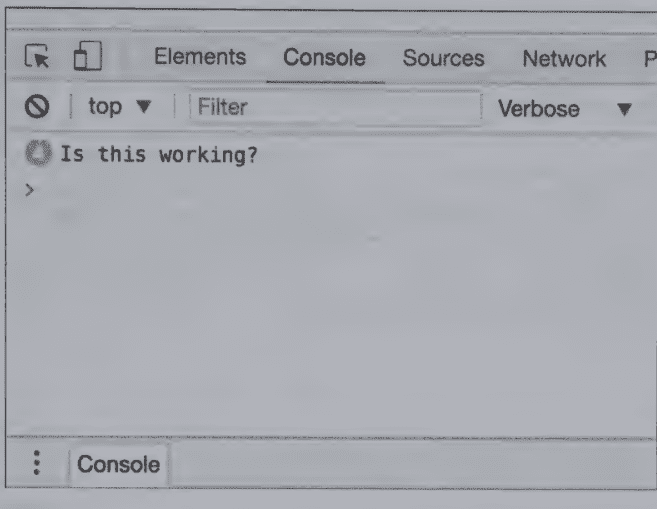 Elements Console Sources Network P
top Filter Verbose
Is this working?
>
Console